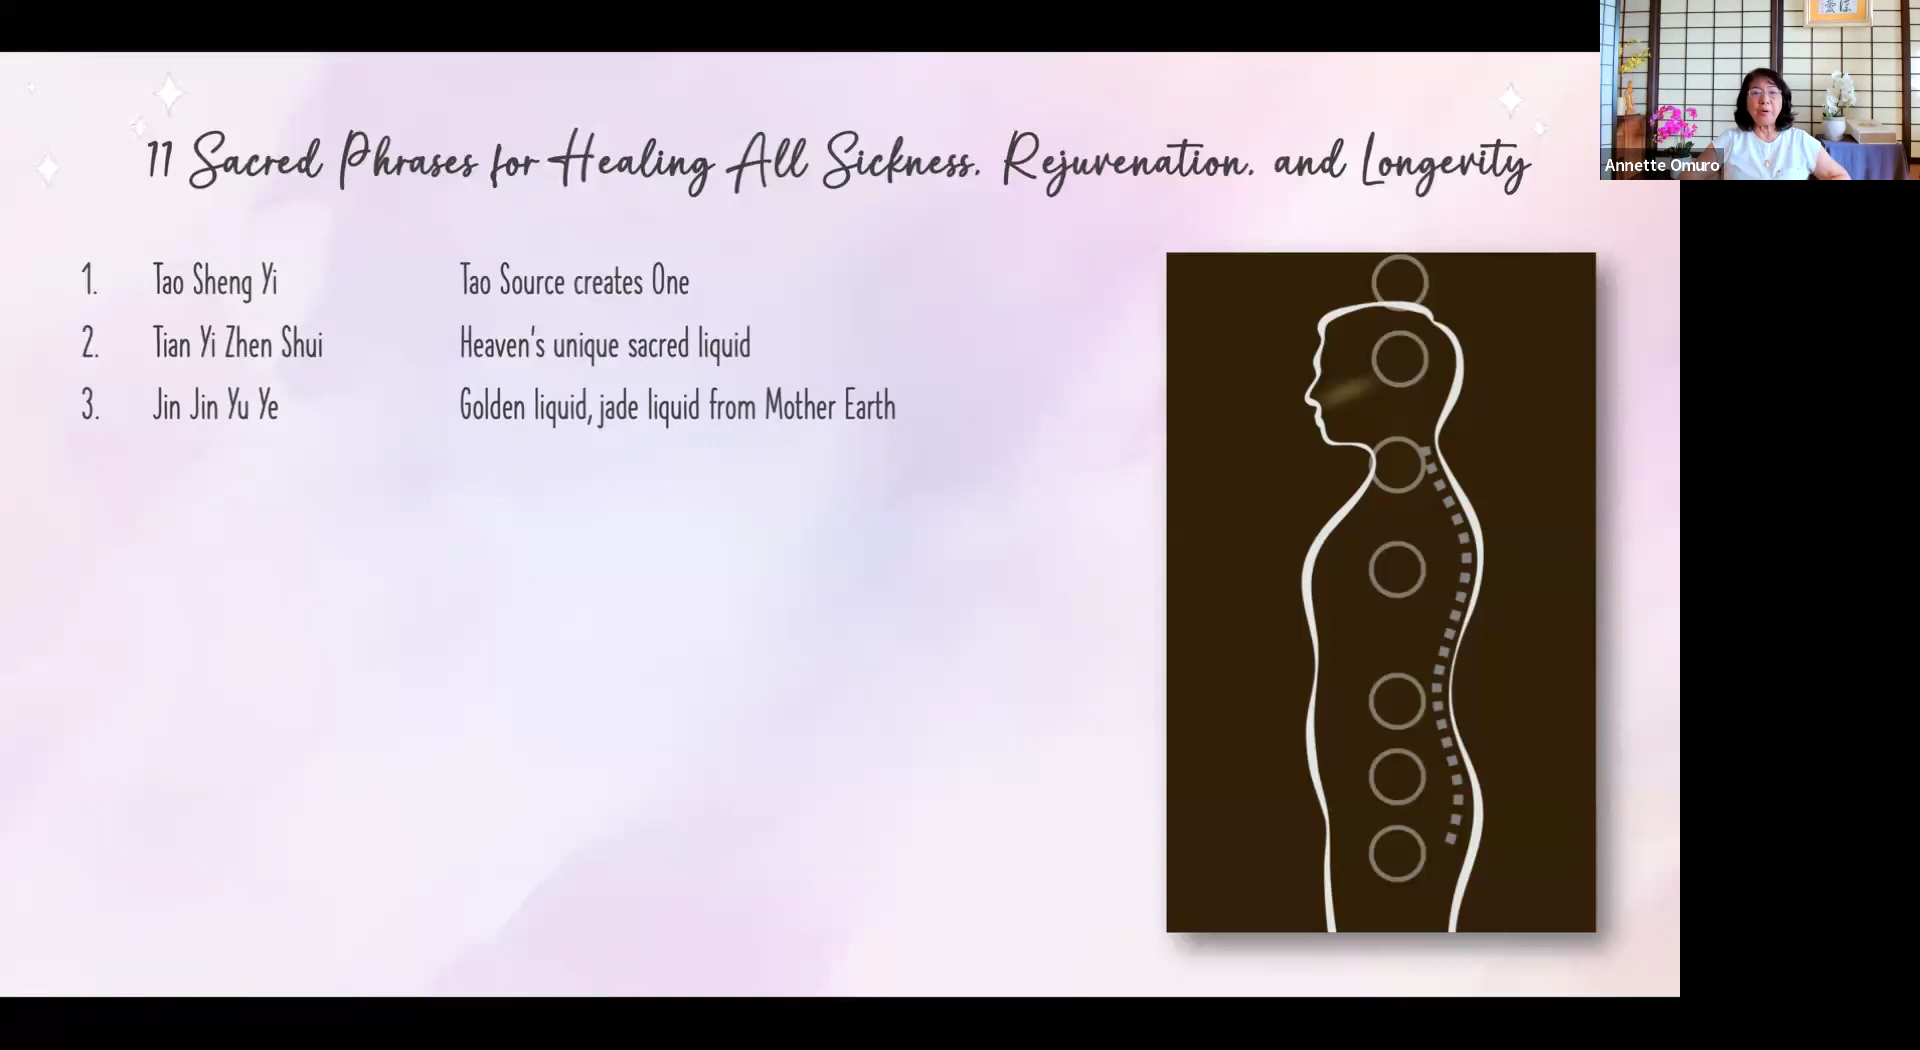 11 Sacred Phrases for Healing All Sickness, Rejuvenation, and Longevity
1. Tao Sheng Yi Tao Source creates One
2. Tian Yi Zhen Shui Heaven's unique sacred liquid
3. Jin Jin Yu Ye Golden liquid, jade liquid from Mother Earth
Annette Omuro